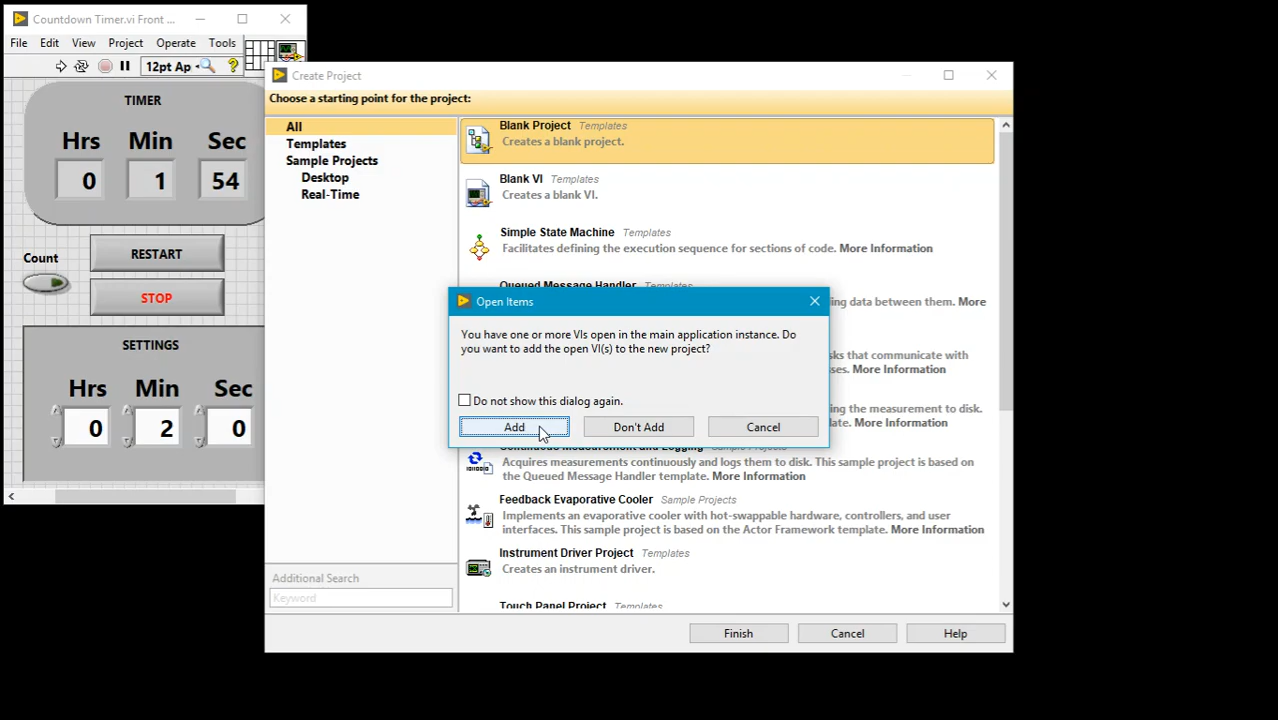 Countdown Timer.vi Front ...
File Edit View Project Operate Tools
12pt Ap
TIMER
Hrs Min Sec
0 1 54
Count
RESTART
STOP
SETTINGS
Hrs Min Sec
0 2 0
Create Project
Choose a starting point for the project:
All
Templates
Sample Projects
Desktop
Real-Time
Additional Search
Keyword
Blank Project Templates
Creates a blank project.
Blank VI Templates
Creates a blank VI.
Simple State Machine Templates
Facilitates defining the execution sequence for sections of code. More Information
Queued Message Handler Templates
ing data between them. More
sks that communicate with
ses. More Information
ing the measurement to disk.
ate. More Information
Continuous Measurement and Logging Sample Projects
Acquires measurements continuously and logs them to disk. This sample project is based on
the Queued Message Handler template. More Information
Feedback Evaporative Cooler Sample Projects
Implements an evaporative cooler with hot-swappable hardware, controllers, and user
interfaces. This sample project is based on the Actor Framework template. More Information
Instrument Driver Project Templates
Creates an instrument driver.
Touch Panel Project Templates
Finish Cancel Help
Open Items
You have one or more VIs open in the main application instance. Do
you want to add the open VI(s) to the new project?
Do not show this dialog again.
Add Don't Add Cancel